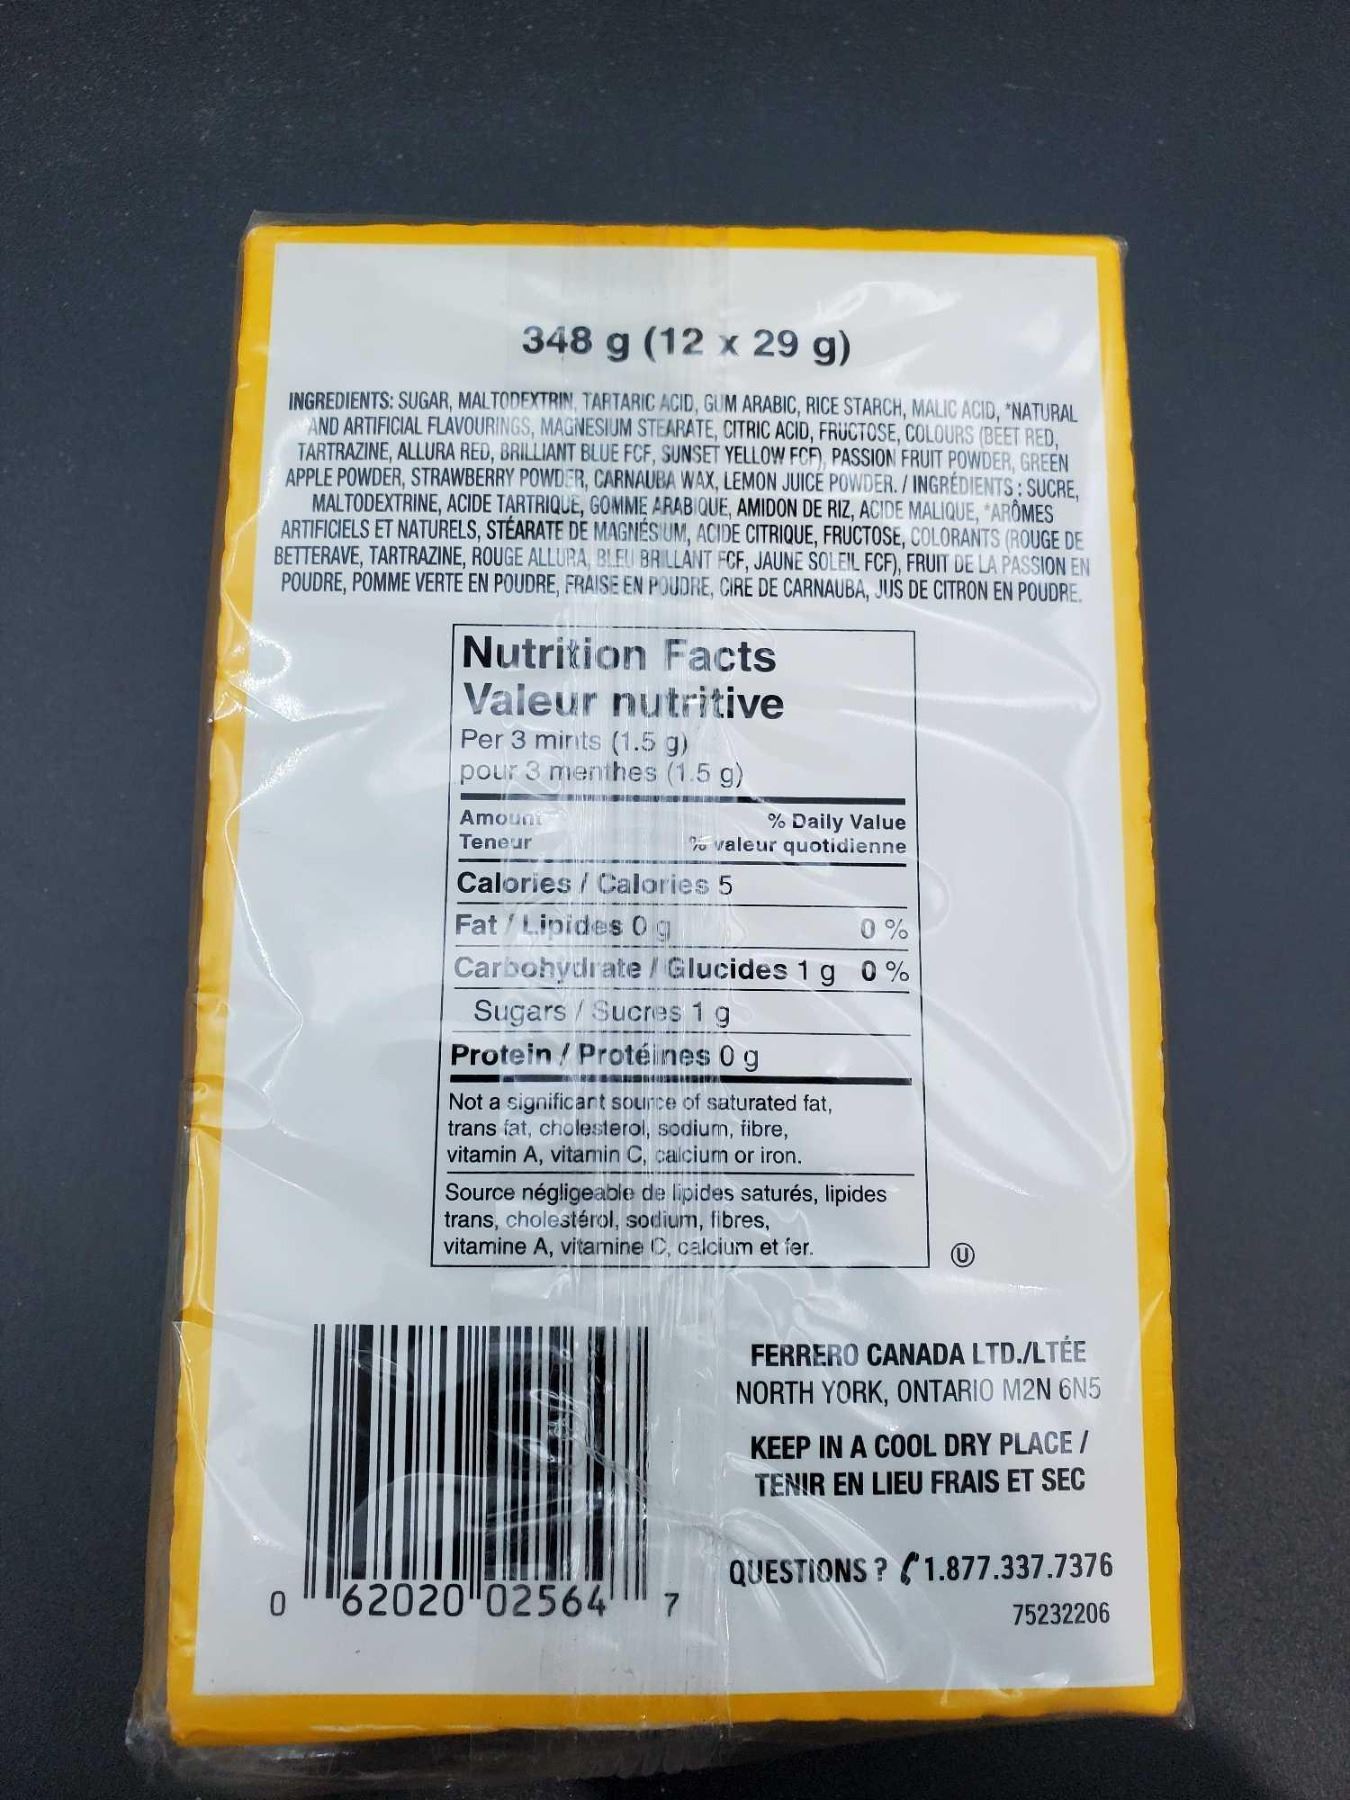 348 g (12 x 29 g)
INGREDIENTS: SUGAR, MALTODEXTRIN, TARTARIC ACID, GUM ARABIC, RICE STARCH, MALIC ACID, *NATURAL
AND ARTIFICIAL FLAVOURINGS, MAGNESIUM STEARATE, CITRIC ACID, FRUCTOSE, COLOURS (BEET RED,
TARTRAZINE, ALLURA RED, BRILLIANT BLUE FCF, SUNSET YELLOW FCF), PASSION FRUIT POWDER, GREEN
APPLE POWDER, STRAWBERRY POWDER, CARNAUBA WAX, LEMON JUICE POWDER. / INGRÉDIENTS : SUCRE,
MALTODEXTRINE, ACIDE TARTRIQUE, GOMME ARABIQUE, AMIDON DE RIZ, ACIDE MALIQUE, *ARÔMES
ARTIFICIELS ET NATURELS, STÉARATE DE MAGNÉSIUM, ACIDE CITRIQUE, FRUCTOSE, COLORANTS (ROUGE DE
BETTERAVE, TARTRAZINE, ROUGE ALLURA, BLEU BRILLANT FCF, JAUNE SOLEIL FCF), FRUIT DE LA PASSION EN
POUDRE, POMME VERTE EN POUDRE, FRAISE EN POUDRE, CIRE DE CARNAUBA, JUS DE CITRON EN POUDRE.
Nutrition Facts
Valeur nutritive
Per 3 mints (1.5 g)
pour 3 menthes (1.5 g)
Amount % Daily Value
Teneur % valeur quotidienne
Calories / Calories 5
Fat / Lipides 0 g 0 %
Carbohydrate / Glucides 1 g 0 %
Sugars / Sucres 1 g
Protein / Protéines 0 g
Not a significant source of saturated fat,
trans fat, cholesterol, sodium, fibre,
vitamin A, vitamin C, calcium or iron.
Source négligeable de lipides saturés, lipides
trans, cholestérol, sodium, fibres,
vitamine A, vitamine C, calcium et fer.
U
FERRERO CANADA LTD./LTÉE
NORTH YORK, ONTARIO M2N 6N5
KEEP IN A COOL DRY PLACE /
TENIR EN LIEU FRAIS ET SEC
QUESTIONS ? 1.877.337.7376
75232206
0 62020 02564 7